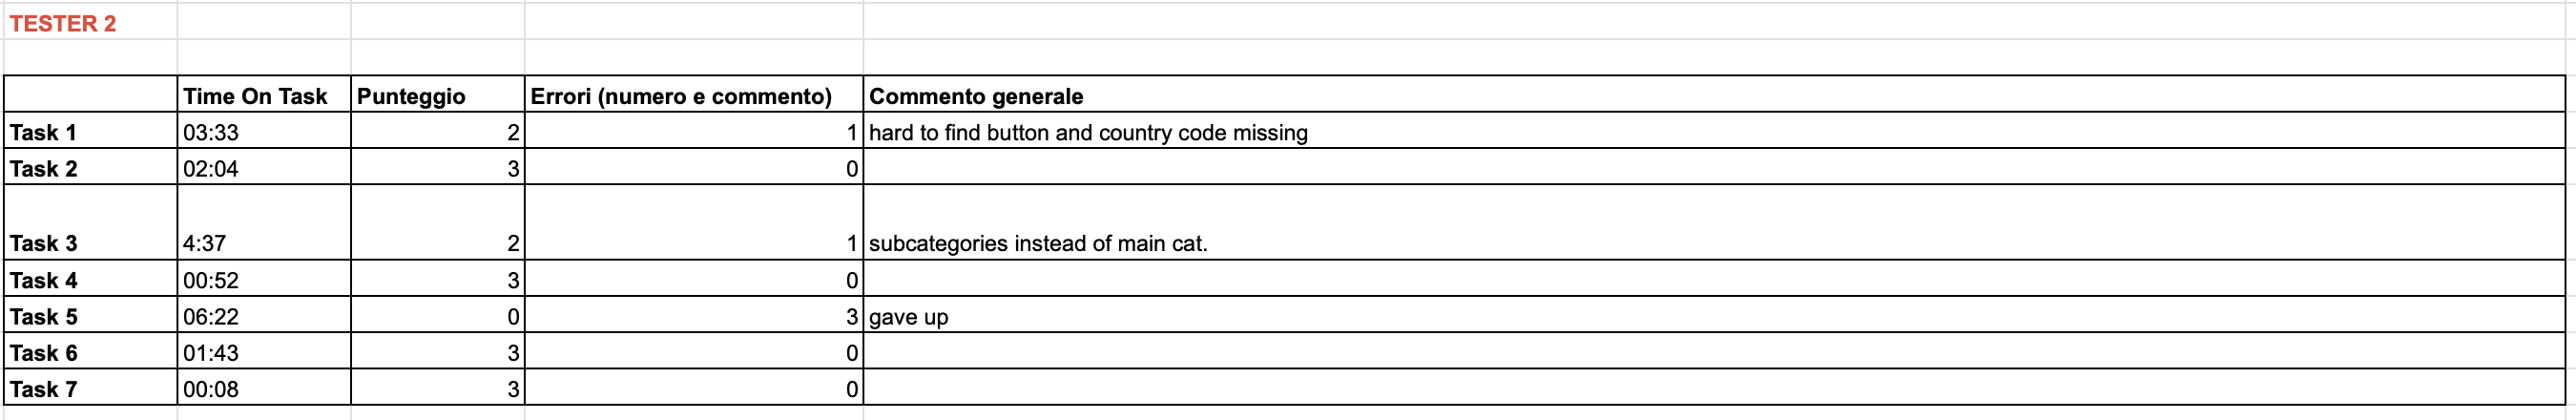 TESTER 2
Time On Task Punteggio Errori (numero e commento) Commento generale
Task 1 03:33 2 1 hard to find button and country code missing
Task 2 02:04 3 0
Task 3 4:37 2 1 subcategories instead of main cat.
Task 4 00:52 3 0
Task 5 06:22 0 3 gave up
Task 6 01:43 3 0
Task 7 00:08 3 0